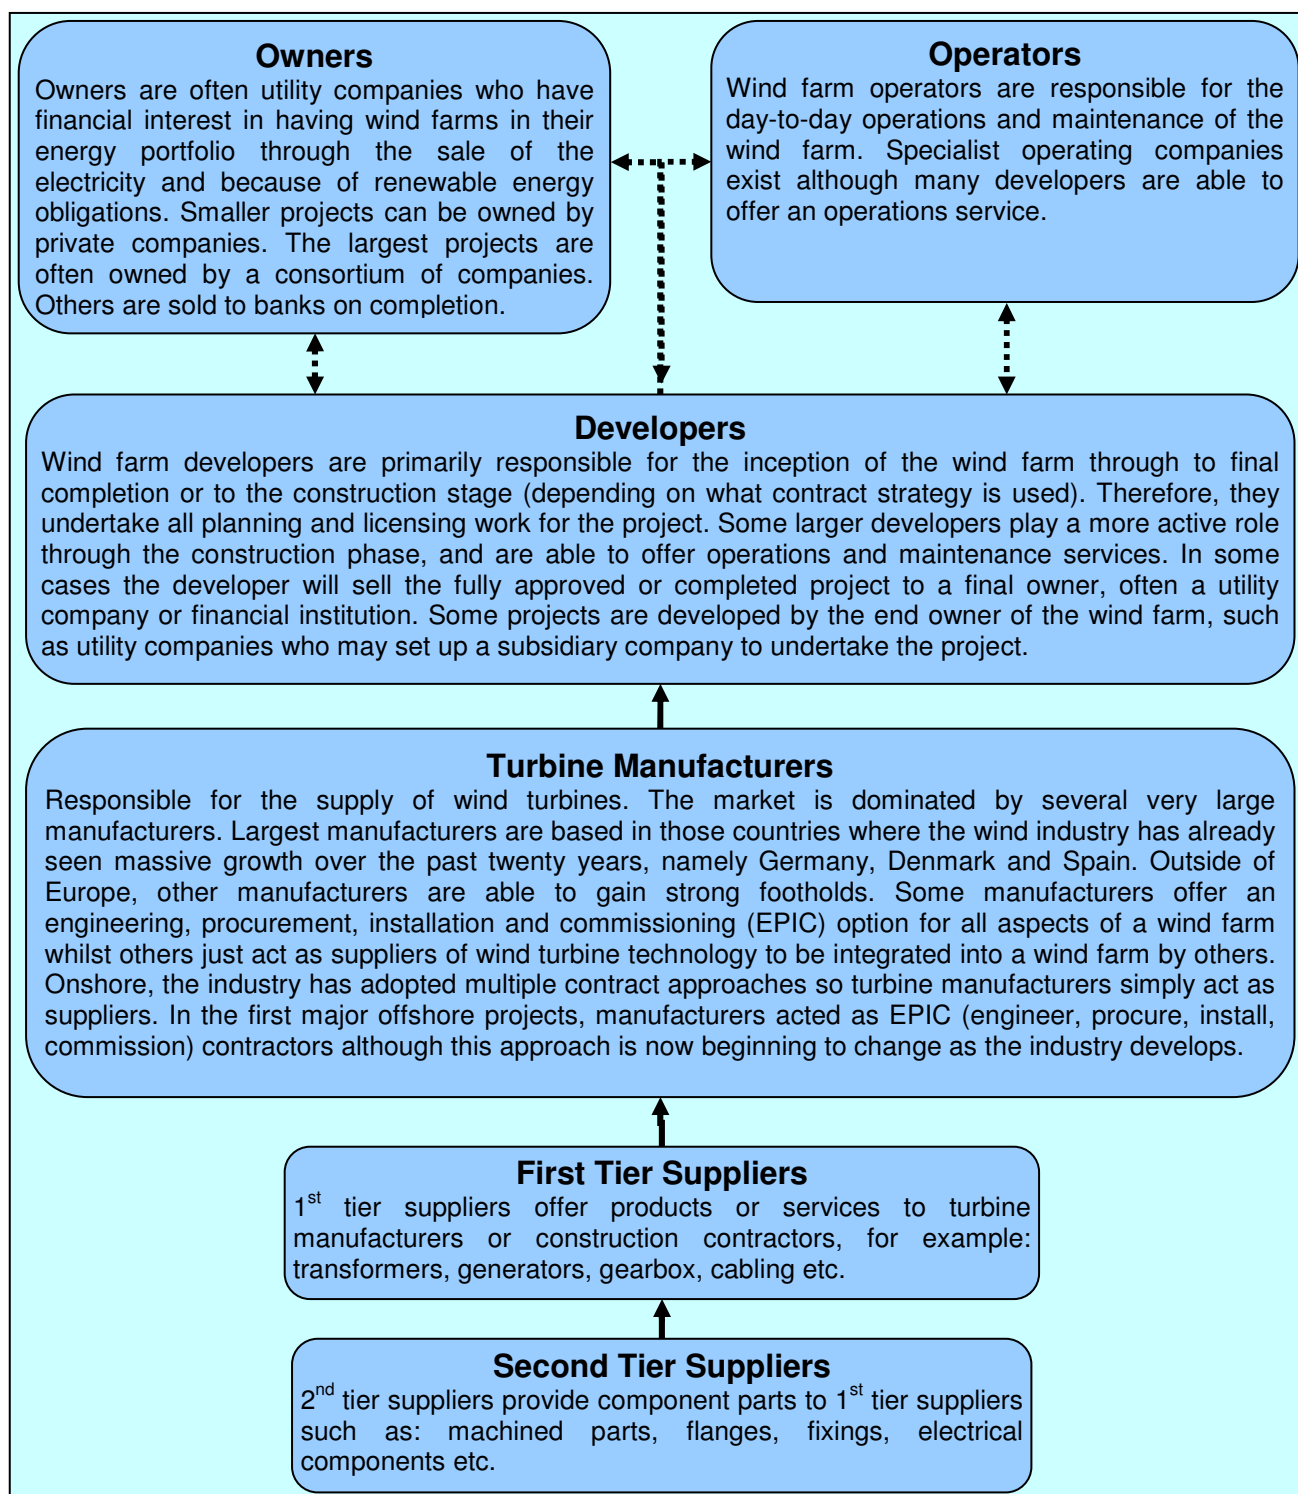 Owners
Owners are often utility companies who have
financial interest in having wind farms in their
energy portfolio through the sale of the
electricity and because of renewable energy
obligations. Smaller projects can be owned by
private companies. The largest projects are
often owned by a consortium of companies.
Others are sold to banks on completion.
Operators
Wind farm operators are responsible for the
day-to-day operations and maintenance of the
wind farm. Specialist operating companies
exist although many developers are able to
offer an operations service.
Developers
Wind farm developers are primarily responsible for the inception of the wind farm through to final
completion or to the construction stage (depending on what contract strategy is used). Therefore, they
undertake all planning and licensing work for the project. Some larger developers play a more active role
through the construction phase, and are able to offer operations and maintenance services. In some
cases the developer will sell the fully approved or completed project to a final owner, often a utility
company or financial institution. Some projects are developed by the end owner of the wind farm, such
as utility companies who may set up a subsidiary company to undertake the project.
Turbine Manufacturers
Responsible for the supply of wind turbines. The market is dominated by several very large
manufacturers. Largest manufacturers are based in those countries where the wind industry has already
seen massive growth over the past twenty years, namely Germany, Denmark and Spain. Outside of
Europe, other manufacturers are able to gain strong footholds. Some manufacturers offer an
engineering, procurement, installation and commissioning (EPIC) option for all aspects of a wind farm
whilst others just act as suppliers of wind turbine technology to be integrated into a wind farm by others.
Onshore, the industry has adopted multiple contract approaches so turbine manufacturers simply act as
suppliers. In the first major offshore projects, manufacturers acted as EPIC (engineer, procure, install,
commission) contractors although this approach is now beginning to change as the industry develops.
First Tier Suppliers
1st tier suppliers offer products or services to turbine
manufacturers or construction contractors, for example:
transformers, generators, gearbox, cabling etc.
Second Tier Suppliers
2nd tier suppliers provide component parts to 1st tier suppliers
such as: machined parts, flanges, fixings, electrical
components etc.